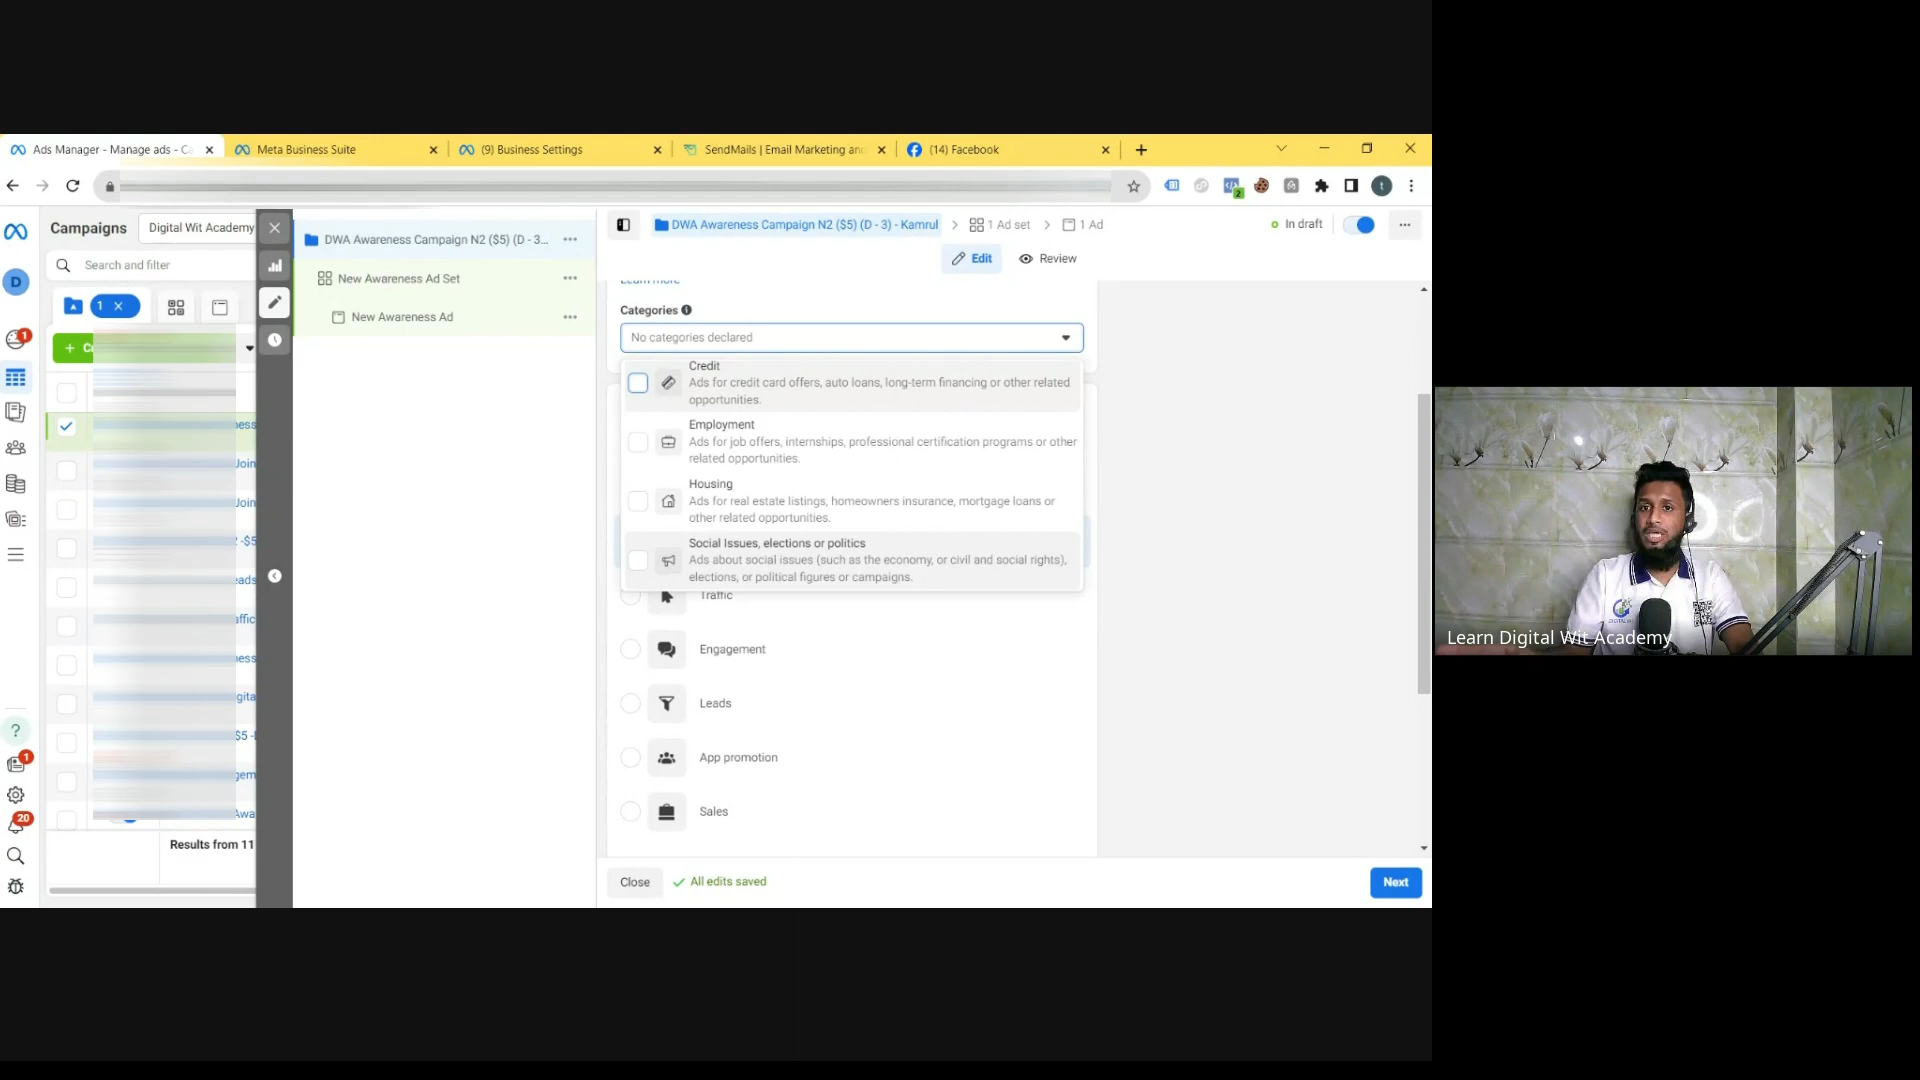 Ads Manager - Manage ads - Ca
Meta Business Suite
(9) Business Settings
SendMails | Email Marketing and
(14) Facebook
2
t
Campaigns
Digital Wit Academy
Search and filter
D
1
1
DWA Awareness Campaign N2 ($5) (D - 3...
New Awareness Ad Set
New Awareness Ad
DWA Awareness Campaign N2 ($5) (D - 3) - Kamrul
1 Ad set
1 Ad
In draft
Edit
Review
Learn more
Categories
No categories declared
Credit
Ads for credit card offers, auto loans, long-term financing or other related
opportunities.
Employment
Ads for job offers, internships, professional certification programs or other
related opportunities.
Housing
Ads for real estate listings, homeowners insurance, mortgage loans or
other related opportunities.
Social Issues, elections or politics
Ads about social issues (such as the economy, or civil and social rights),
elections, or political figures or campaigns.
Traffic
Engagement
Leads
App promotion
Sales
1
20
Results from 11
Close
All edits saved
Next
Learn Digital Wit Academy